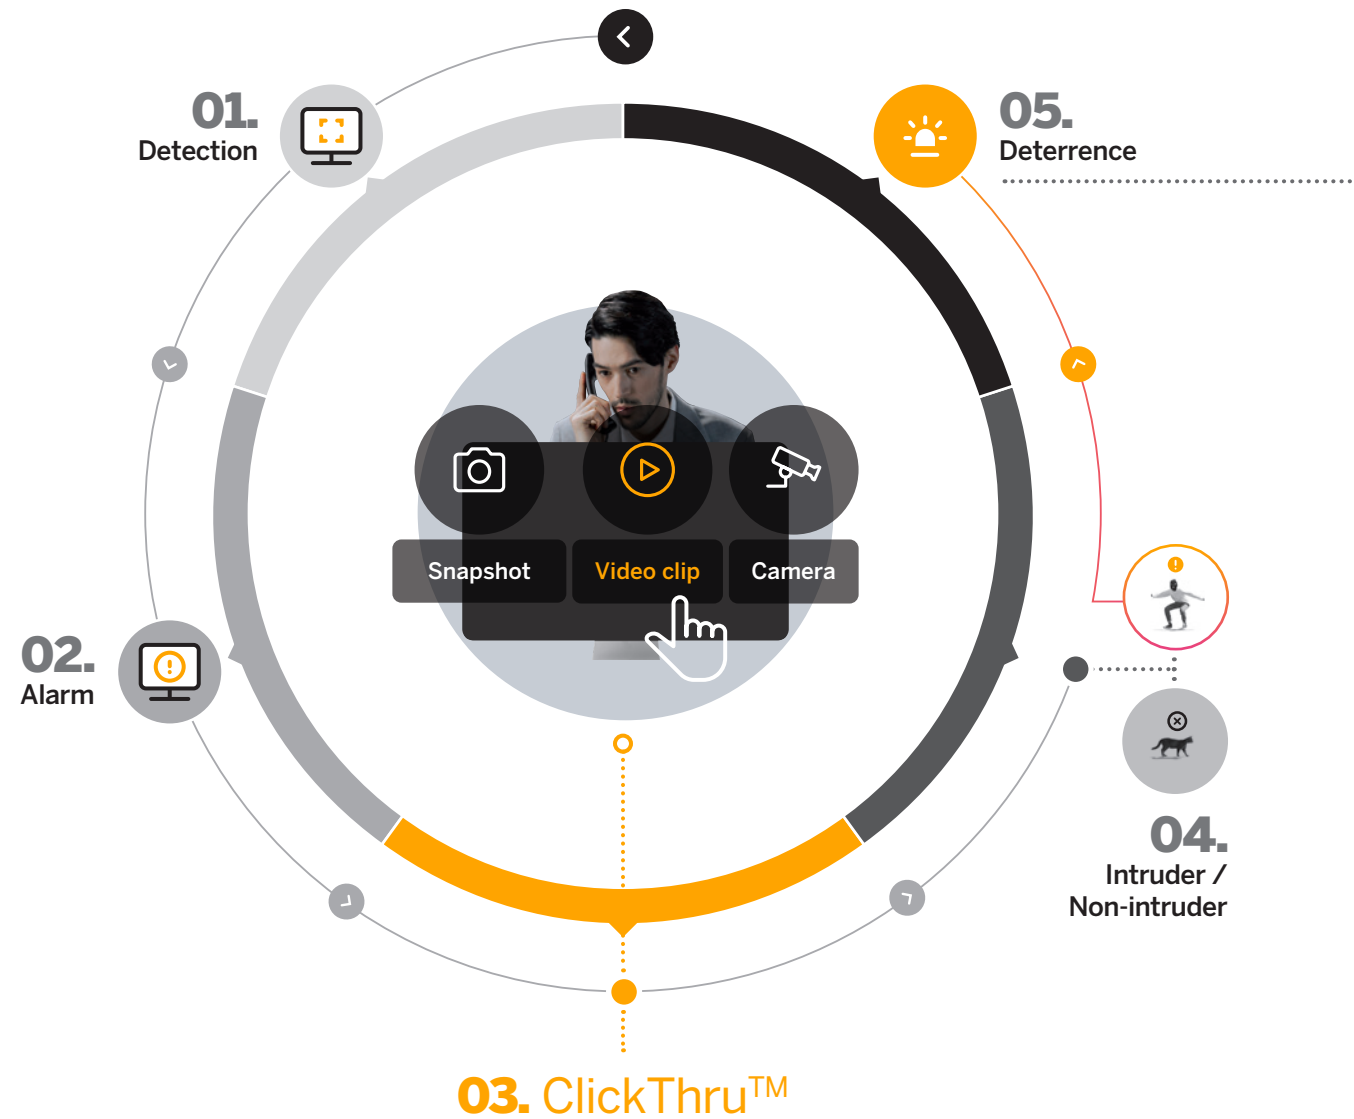 01.
Detection
05.
Deterrence
Snapshot
Video clip
Camera
02.
Alarm
04.
Intruder /
Non-intruder
03. ClickThru™